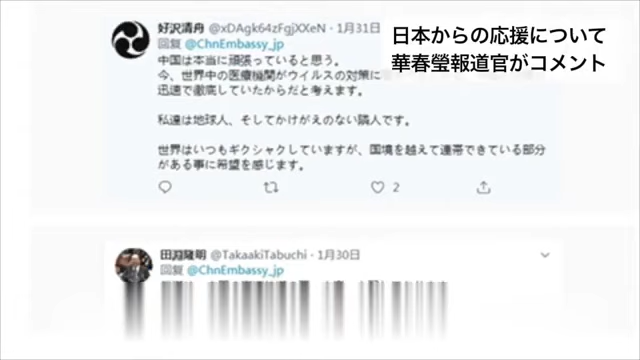 日本からの応援について
華春瑩報道官がコメント
好沢清舟 @xDAgk64zFgjXXeN · 1月31日
回复 @ChnEmbassy_jp
中国は本当に頑張っていると思う。
今、世界中の医療機関がウイルスの対策に
迅速で徹底していたからだと考えます。
私達は地球人、そしてかけがえのない隣人です。
世界はいつもギクシャクしていますが、国境を越えて連帯できている部分
がある事に希望を感じます。
2
田淵隆明 @TakaakiTabuchi · 1月30日
回复 @ChnEmbassy_jp